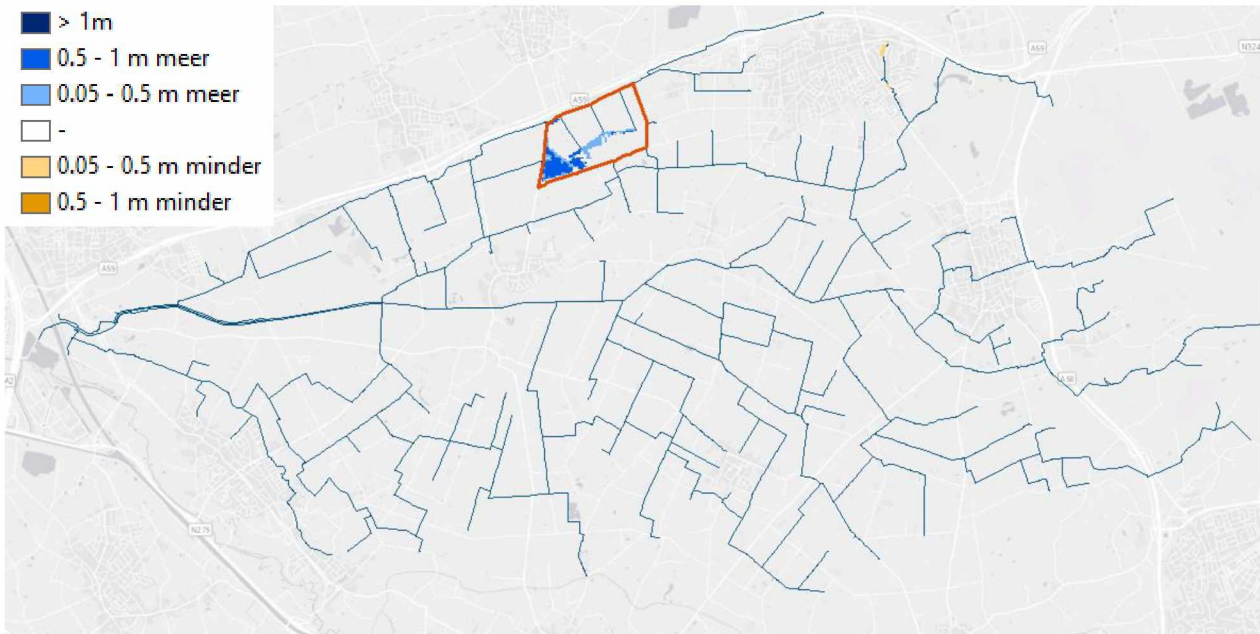 > 1m
0.5 - 1 m meer
0.05 - 0.5 m meer
-
0.05 - 0.5 m minder
0.5 - 1 m minder
A59
N324
A59
A59
A2
A50
N279